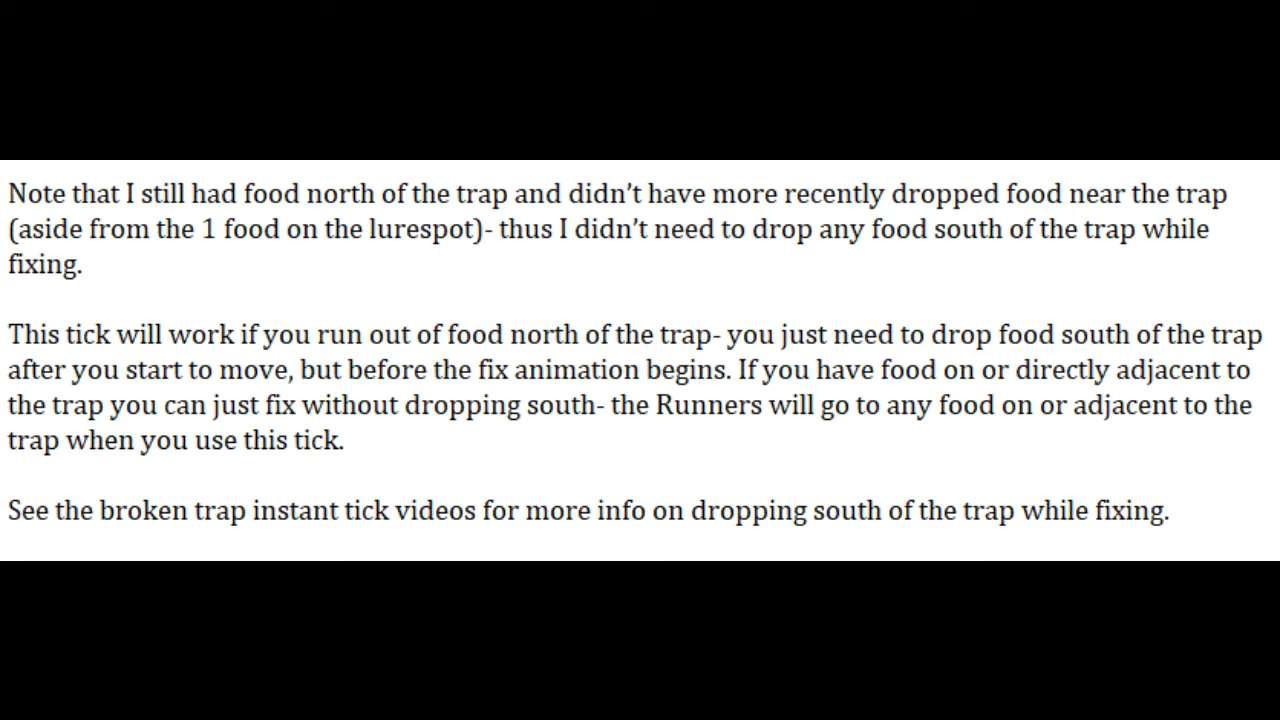 Note that I still had food north of the trap and didn’t have more recently dropped food near the trap
(aside from the 1 food on the lurespot)- thus I didn’t need to drop any food south of the trap while
fixing.
This tick will work if you run out of food north of the trap- you just need to drop food south of the trap
after you start to move, but before the fix animation begins. If you have food on or directly adjacent to
the trap you can just fix without dropping south- the Runners will go to any food on or adjacent to the
trap when you use this tick.
See the broken trap instant tick videos for more info on dropping south of the trap while fixing.